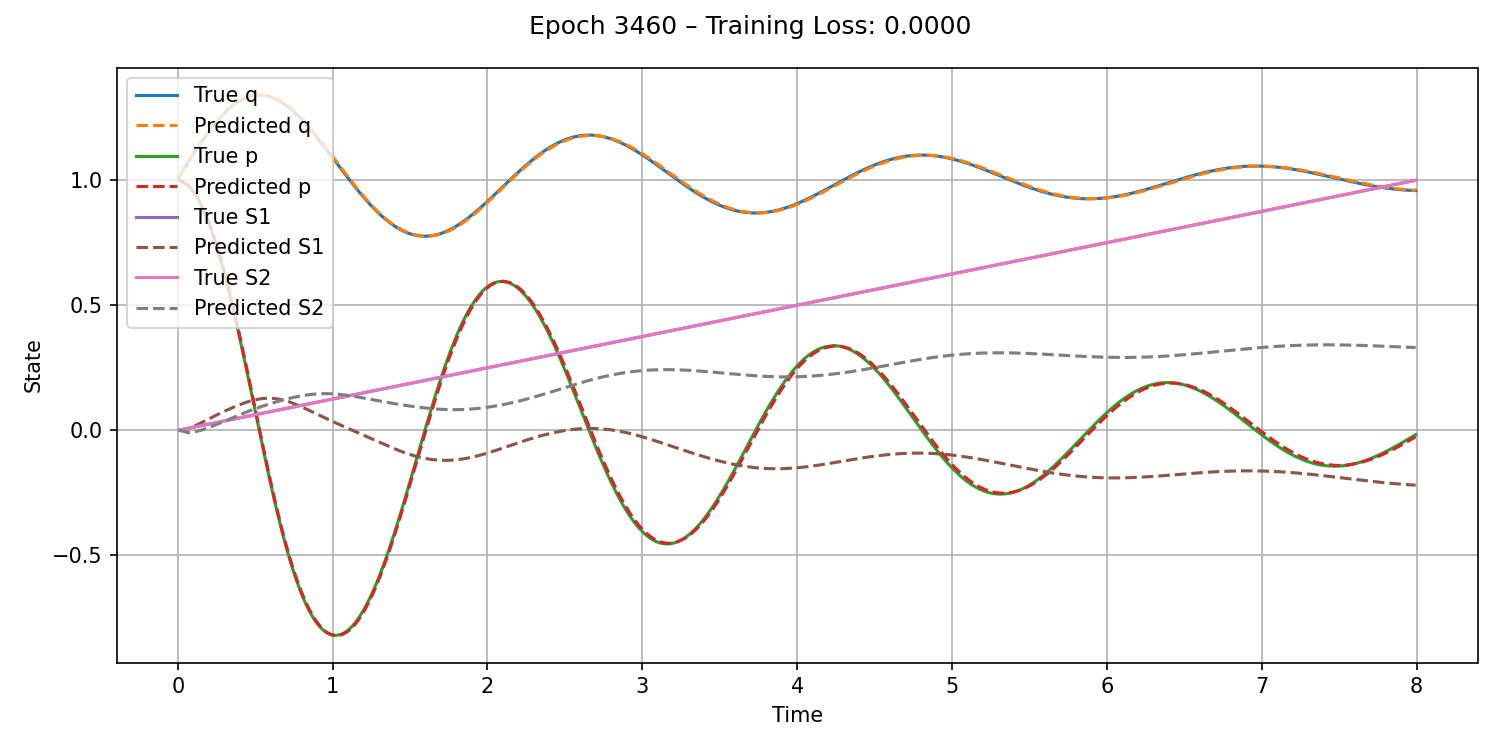 Epoch 3460 – Training Loss: 0.0000
True q
Predicted q
True p
Predicted p
True S1
Predicted S1
True S2
Predicted S2
State
1.0
0.5
0.0
−0.5
0 1 2 3 4 5 6 7 8
Time